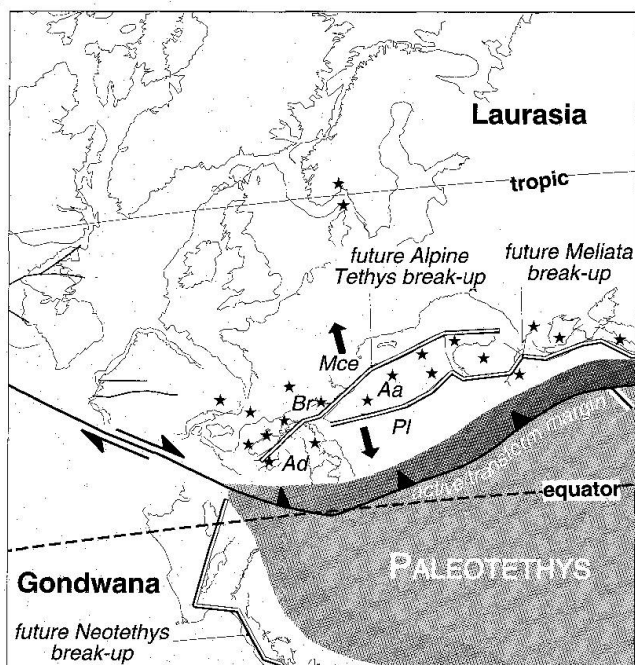 Laurasia
tropic
future Alpine
Tethys break-up
future Meliata
break-up
Mce
Br
Aa
Pl
Ad
active transform margin
equator
PALEOTETHYS
Gondwana
future Neotethys
break-up